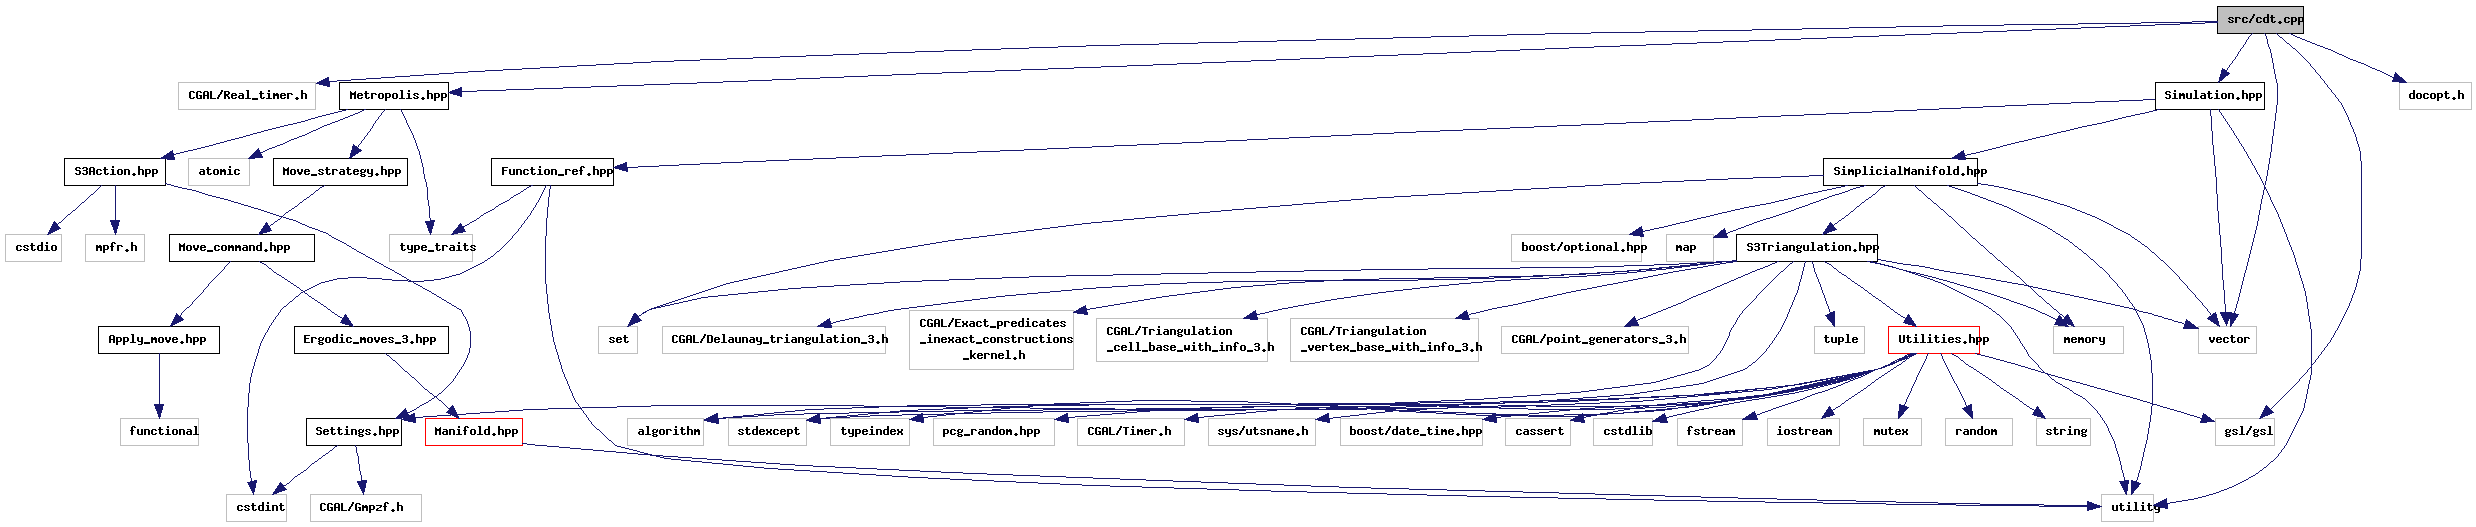 src/cdt.cpp
CGAL/Real_timer.h
Metropolis.hpp
Simulation.hpp
docopt.h
S3Action.hpp
atomic
Move_strategy.hpp
Function_ref.hpp
SimplicialManifold.hpp
cstdio
mpfr.h
Move_command.hpp
type_traits
boost/optional.hpp
map
S3Triangulation.hpp
Apply_move.hpp
Ergodic_moves_3.hpp
set
CGAL/Delaunay_triangulation_3.h
CGAL/Exact_predicates
_inexact_constructions
_kernel.h
CGAL/Triangulation
_cell_base_with_info_3.h
CGAL/Triangulation
_vertex_base_with_info_3.h
CGAL/point_generators_3.h
tuple
Utilities.hpp
memory
vector
functional
Settings.hpp
Manifold.hpp
algorithm
stdexcept
typeindex
pcg_random.hpp
CGAL/Timer.h
sys/utsname.h
boost/date_time.hpp
cassert
cstdlib
fstream
iostream
mutex
random
string
gsl/gsl
cstdint
CGAL/Gmpzf.h
utility